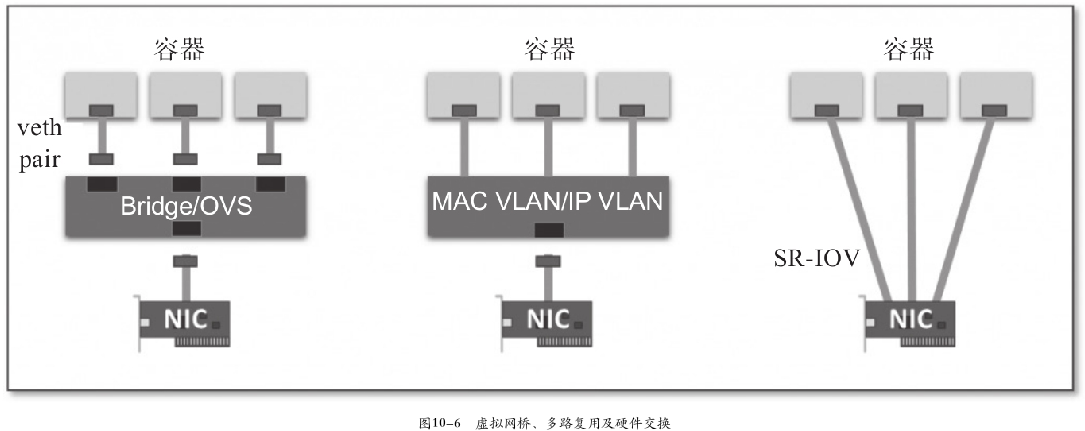 容器
容器
容器
veth
pair
Bridge/OVS
MAC VLAN/IP VLAN
SR-IOV
NIC
NIC
NIC
图10-6 虚拟网桥、多路复用及硬件交换